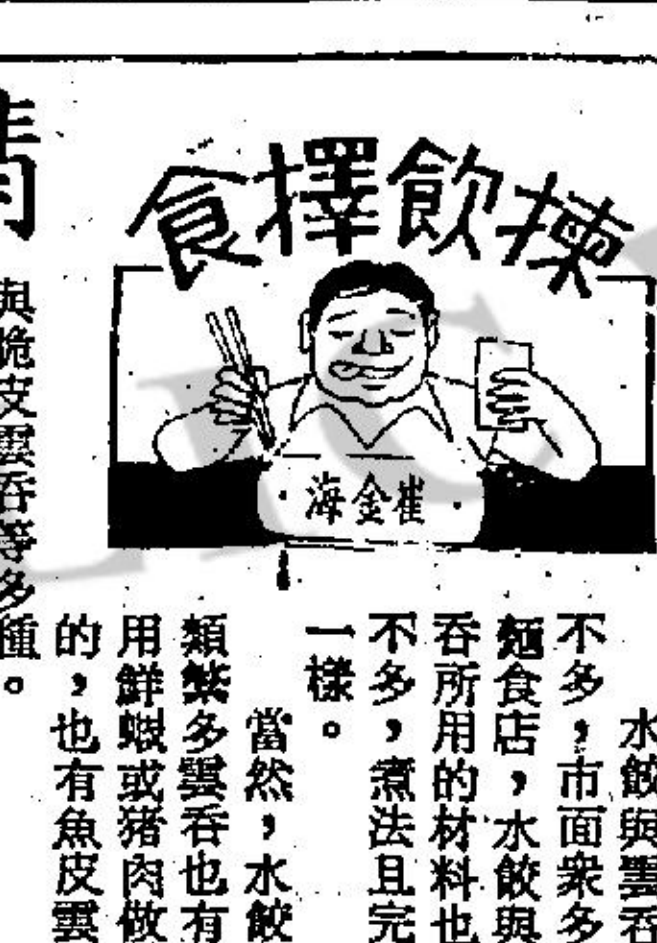 揀飲擇食
崔金海
水餃與雲吞
不多，市面衆多
麵食店，水餃與
吞所用的材料也
不多，煮法且完
一樣。
當然，水餃
類繁多雲吞也有
用鮮蝦或猪肉做
的，也有魚皮雲
與脆皮雲吞等多種。